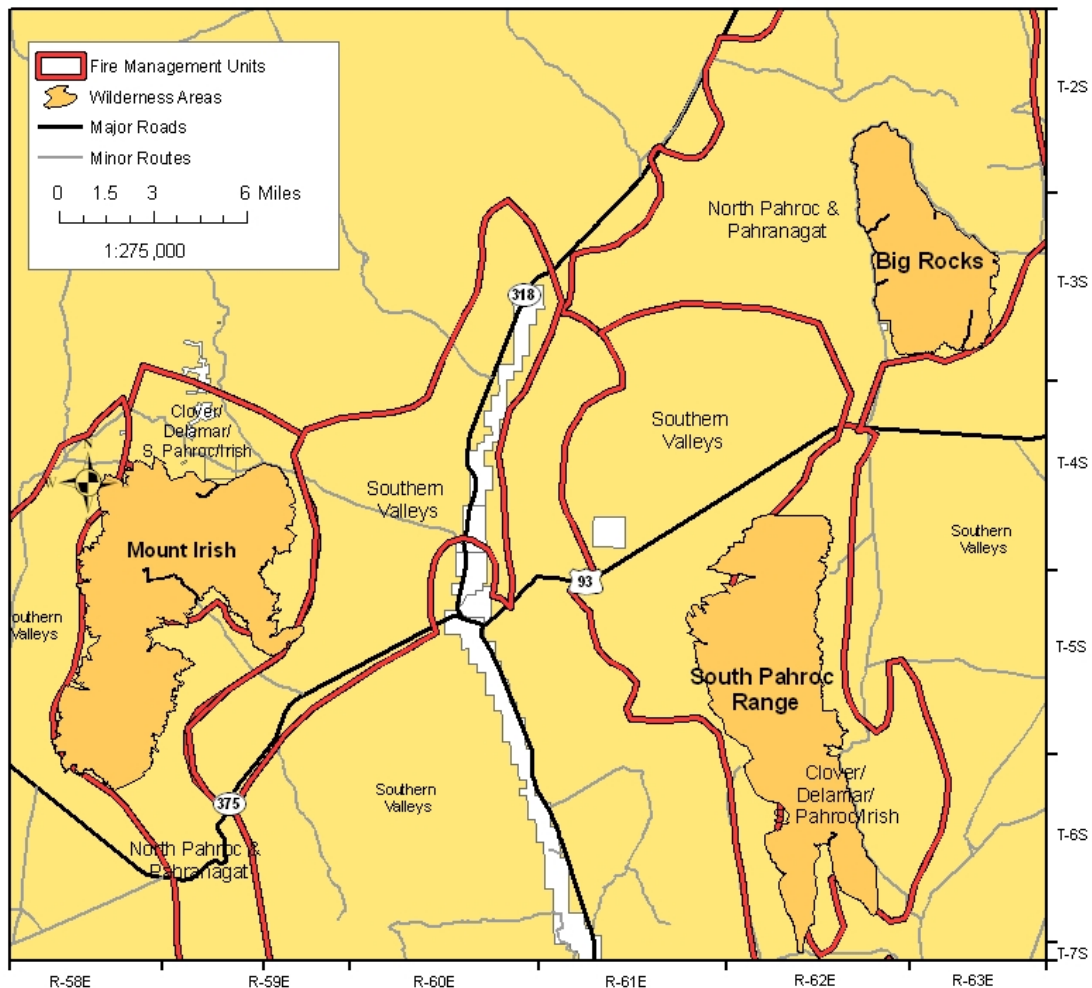 Fire Management Units
Wilderness Areas
Major Roads
Minor Routes
0 1.5 3 6 Miles
1:275,000
T-2S
North Pahroc &
Pahranagat
Big Rocks
T-3S
318
Clover/
Delamar/
S. Pahroc/Irish
Southern
Valleys
T-4S
N
W
Southern
Valleys
Southern
Valleys
Mount Irish
93
outhern
Valleys
T-5S
South Pahroc
Range
Clover/
Delamar/
S. Pahroc/Irish
Southern
Valleys
375
T-6S
North Pahroc &
Pahranagat
T-7S
R-58E
R-59E
R-60E
R-61E
R-62E
R-63E